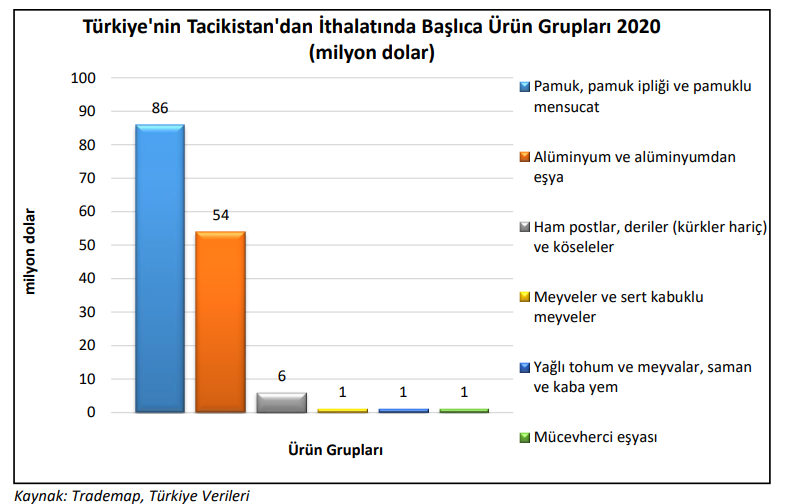 Türkiye'nin Tacikistan'dan İthalatında Başlıca Ürün Grupları 2020
(milyon dolar)
100
90
80
70
60
50
40
30
20
10
0
milyon dolar
86
54
6
1
1
1
Ürün Grupları
Pamuk, pamuk ipliği ve pamuklu
mensucat
Alüminyum ve alüminyumdan
eşya
Ham postlar, deriler (kürkler hariç)
ve köseleler
Meyveler ve sert kabuklu
meyveler
Yağlı tohum ve meyvalar, saman
ve kaba yem
Mücevherci eşyası
Kaynak: Trademap, Türkiye Verileri